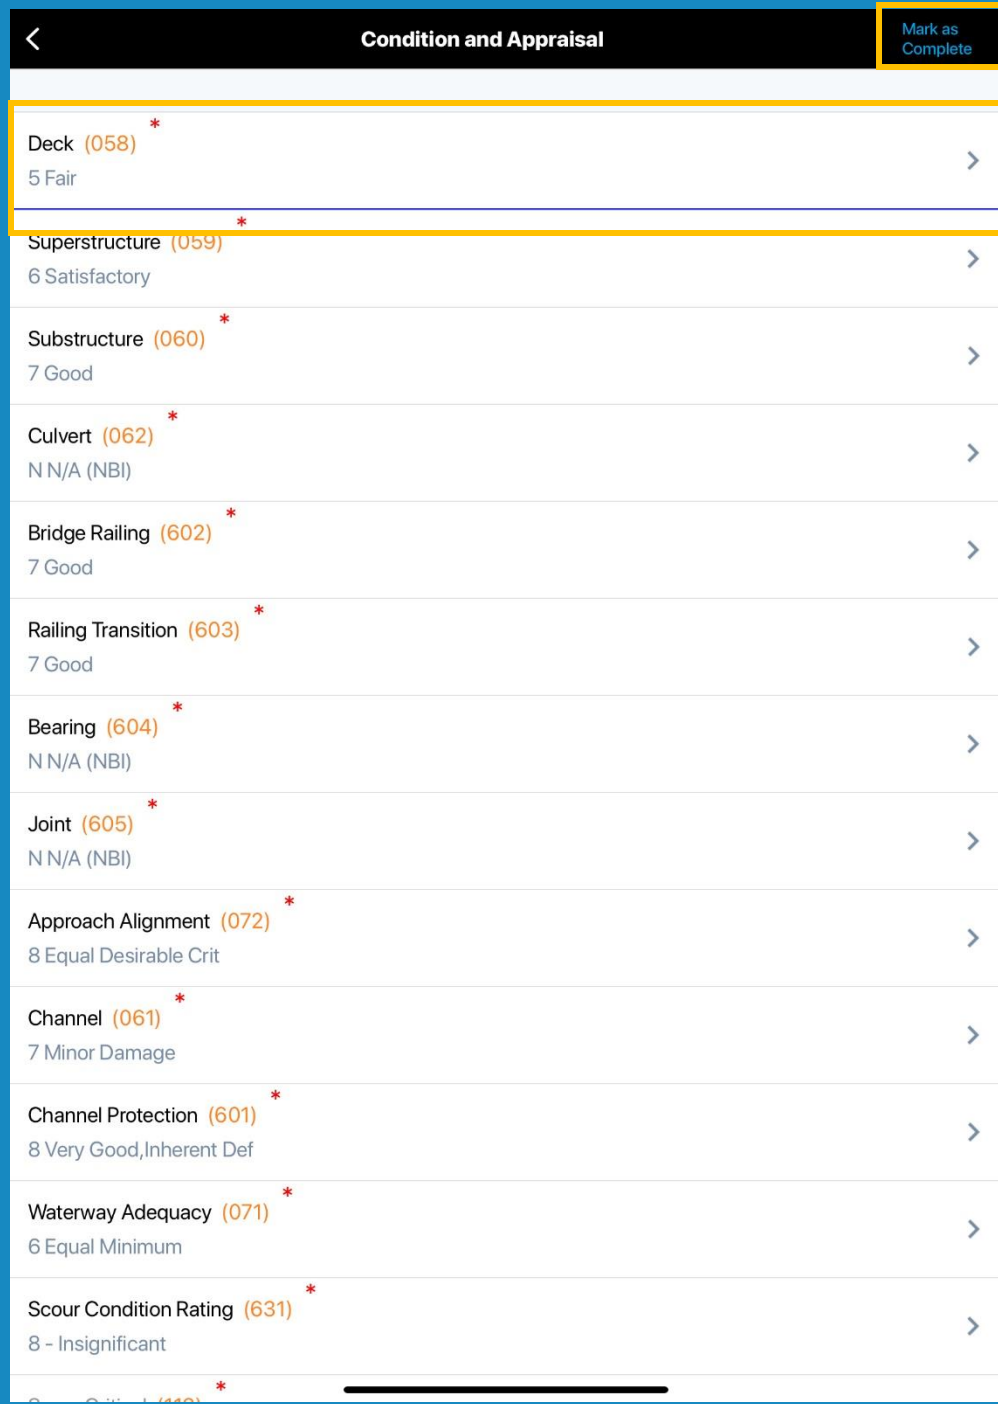 Condition and Appraisal
Mark as
Complete
Deck (058) *
5 Fair
Superstructure (059) *
6 Satisfactory
Substructure (060) *
7 Good
Culvert (062) *
N N/A (NBI)
Bridge Railing (602) *
7 Good
Railing Transition (603) *
7 Good
Bearing (604) *
N N/A (NBI)
Joint (605) *
N N/A (NBI)
Approach Alignment (072) *
8 Equal Desirable Crit
Channel (061) *
7 Minor Damage
Channel Protection (601) *
8 Very Good,Inherent Def
Waterway Adequacy (071) *
6 Equal Minimum
Scour Condition Rating (631) *
8 - Insignificant
*